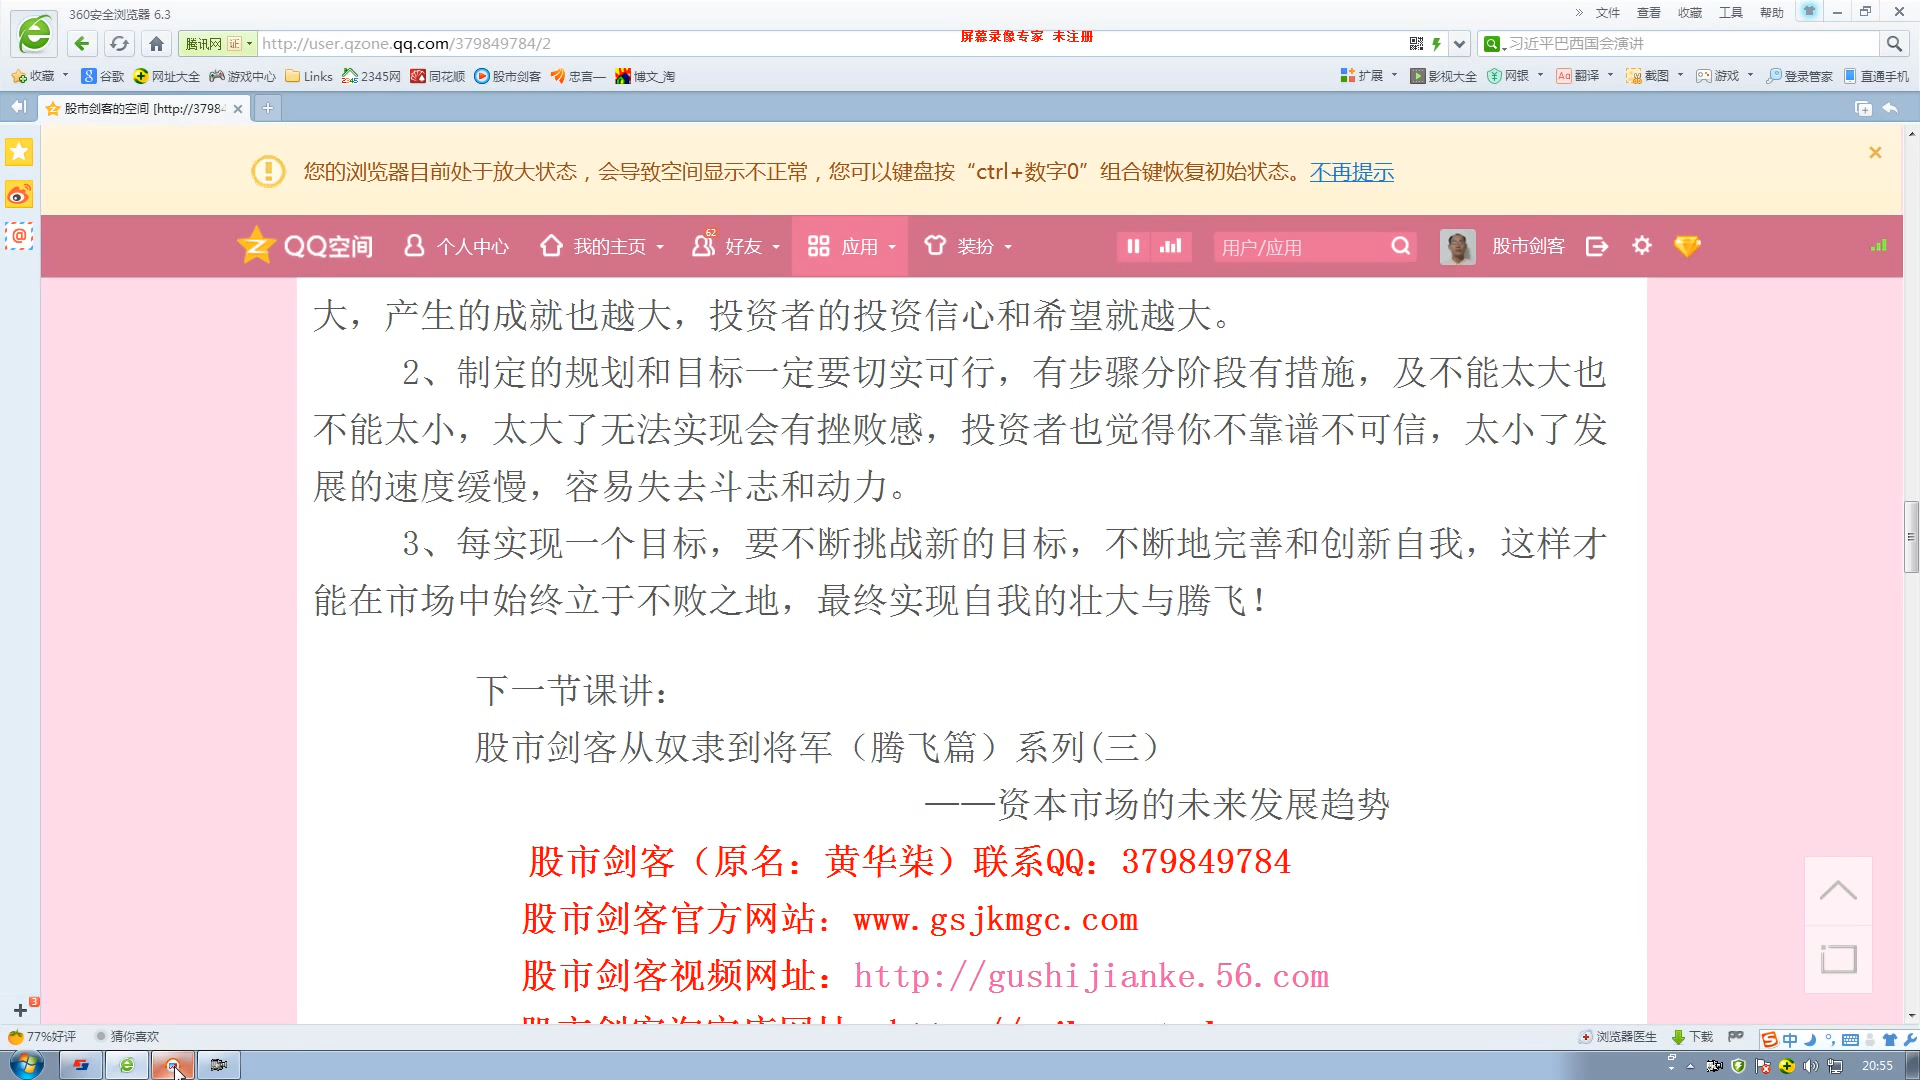 360安全浏览器 6.3
» 文件 查看 收藏 工具 帮助
腾讯网 证 http://user.qzone.qq.com/379849784/2
屏幕录像专家 未注册
习近平巴西国会演讲
收藏 谷歌 网址大全 游戏中心 Links 2345网 同花顺 股市剑客 忠言— 博文_淘
扩展 影视大全 网银 翻译 截图 游戏 登录管家 直通手机
股市剑客的空间 [http://3798
您的浏览器目前处于放大状态，会导致空间显示不正常，您可以键盘按“ctrl+数字0”组合键恢复初始状态。不再提示
QQ空间 个人中心 我的主页 62 好友 应用 装扮 用户/应用 股市剑客
大，产生的成就也越大，投资者的投资信心和希望就越大。
2、制定的规划和目标一定要切实可行，有步骤分阶段有措施，及不能太大也
不能太小，太大了无法实现会有挫败感，投资者也觉得你不靠谱不可信，太小了发
展的速度缓慢，容易失去斗志和动力。
3、每实现一个目标，要不断挑战新的目标，不断地完善和创新自我，这样才
能在市场中始终立于不败之地，最终实现自我的壮大与腾飞！
下一节课讲：
股市剑客从奴隶到将军（腾飞篇）系列(三）
——资本市场的未来发展趋势
股市剑客（原名：黄华柒）联系QQ：379849784
股市剑客官方网站：www.gsjkmgc.com
股市剑客视频网址：http://gushijianke.56.com
3
77%好评 猜你喜欢
浏览器医生 下载 中
20:55